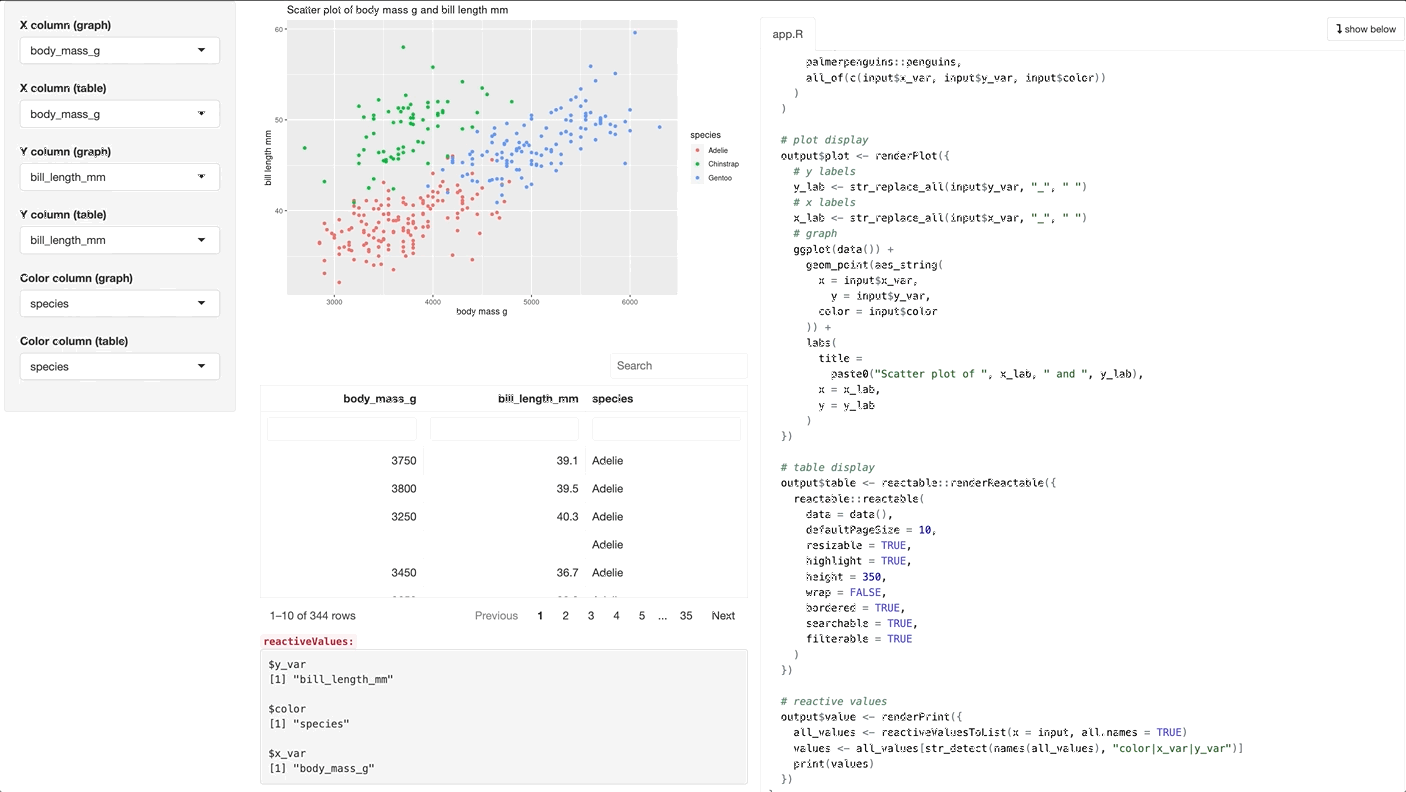 X column (graph)
body_mass_g
X column (table)
body_mass_g
Y column (graph)
bill_length_mm
Y column (table)
bill_length_mm
Color column (graph)
species
Color column (table)
species
Scatter plot of body mass g and bill length mm
60
50
40
bill length mm
3000 4000 5000 6000
body mass g
species
Adelie
Chinstrap
Gentoo
Search
body_mass_g bill_length_mm species
3750 39.1 Adelie
3800 39.5 Adelie
3250 40.3 Adelie
Adelie
3450 36.7 Adelie
1–10 of 344 rows Previous 1 2 3 4 5 ... 35 Next
reactiveValues:
$y_var
[1] "bill_length_mm"
$color
[1] "species"
$x_var
[1] "body_mass_g"
app.R
show below
palmerpenguins::penguins,
all_of(c(input$x_var, input$y_var, input$color))
)
)
# plot display
output$plot <- renderPlot({
# y labels
y_lab <- str_replace_all(input$y_var, "_", " ")
# x labels
x_lab <- str_replace_all(input$x_var, "_", " ")
# graph
ggplot(data()) +
geom_point(aes_string(
x = input$x_var,
y = input$y_var,
color = input$color
)) +
labs(
title =
paste0("Scatter plot of ", x_lab, " and ", y_lab),
x = x_lab,
y = y_lab
)
})
# table display
output$table <- reactable::renderReactable({
reactable::reactable(
data = data(),
defaultPageSize = 10,
resizable = TRUE,
highlight = TRUE,
height = 350,
wrap = FALSE,
bordered = TRUE,
searchable = TRUE,
filterable = TRUE
)
})
# reactive values
output$value <- renderPrint({
all_values <- reactiveValuesToList(x = input, all.names = TRUE)
values <- all_values[str_detect(names(all_values), "color|x_var|y_var")]
print(values)
})